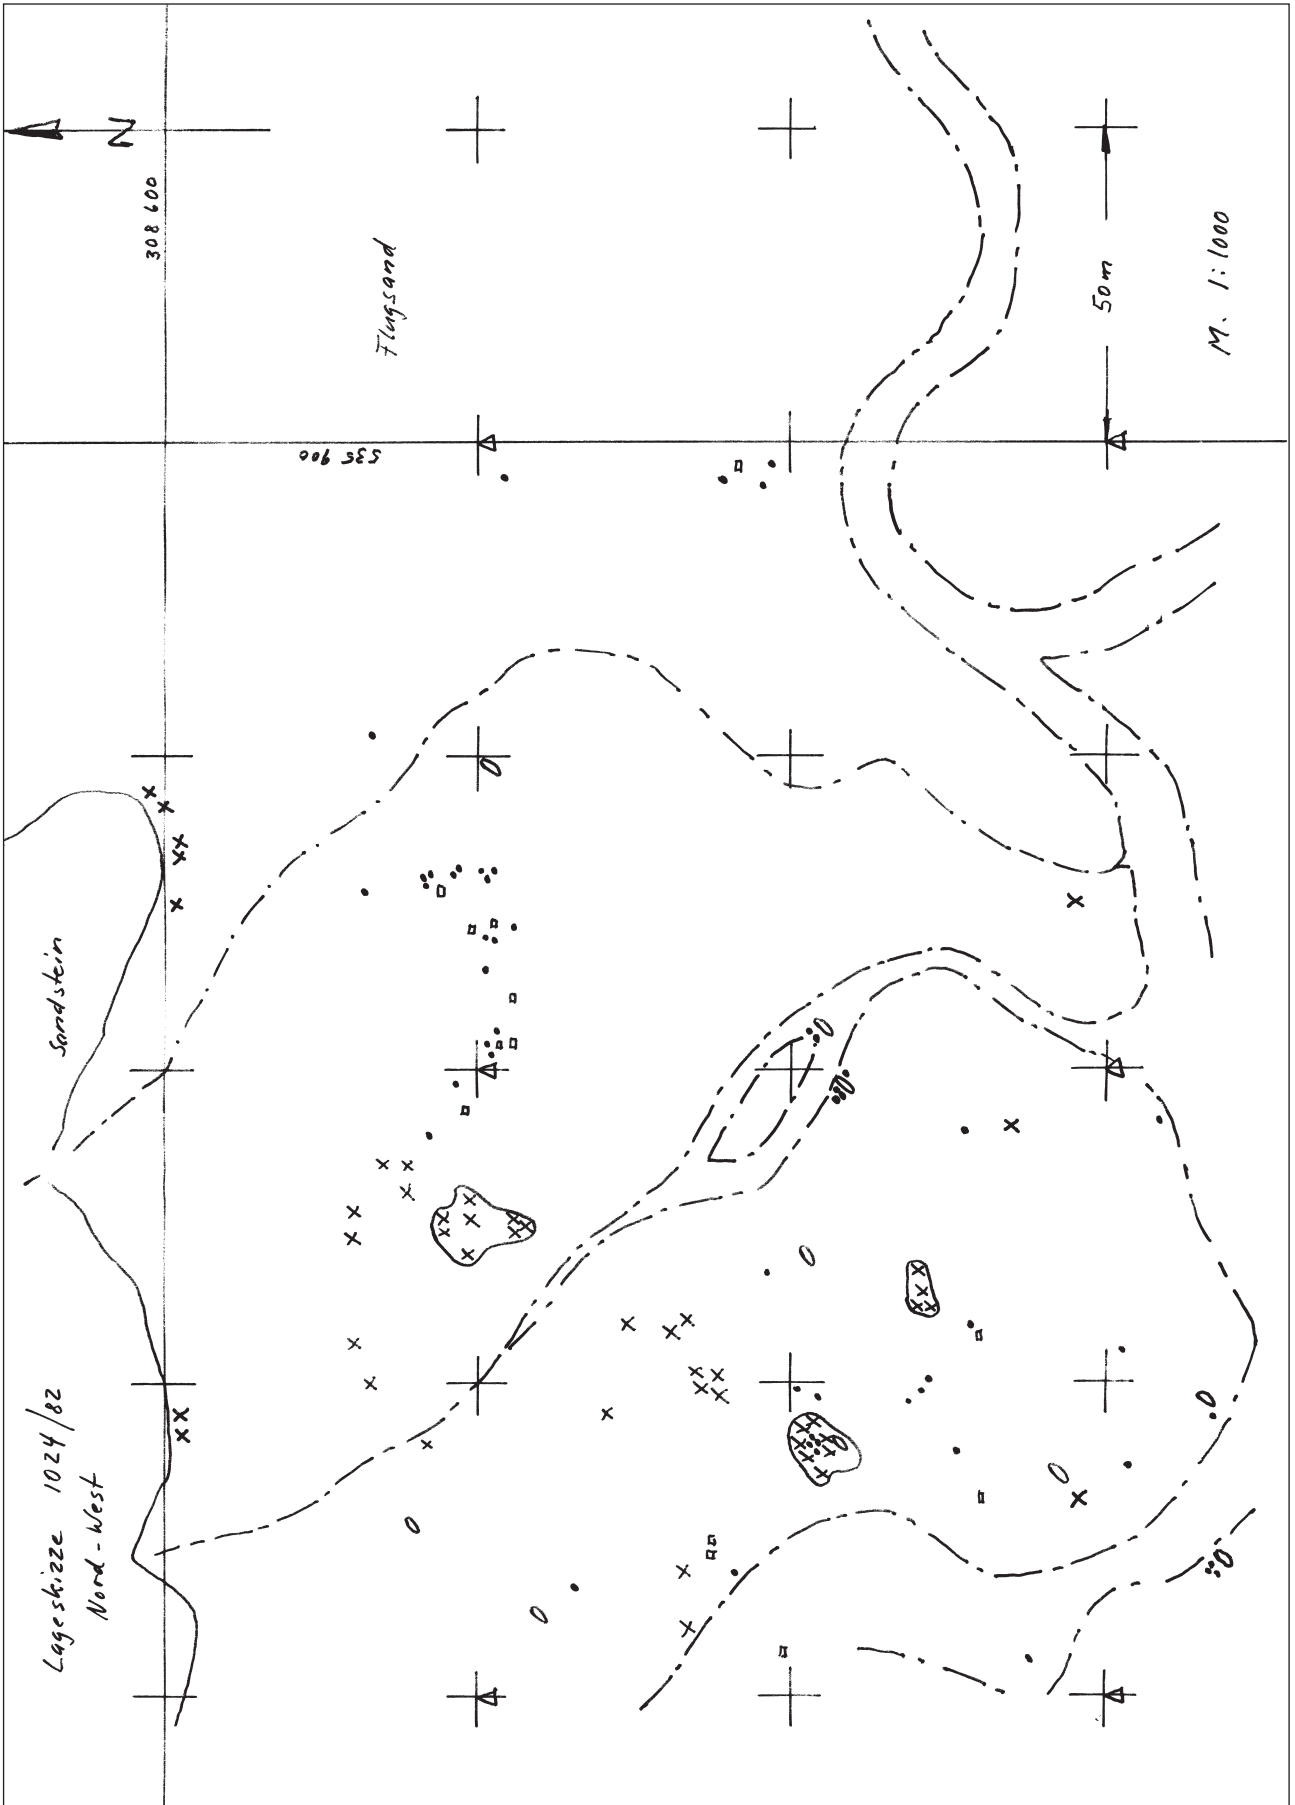 Lageskizze 1024/82
Nord-West
Sandstein
Flugsand
308 600
535 900
N
50m
M. 1:1000